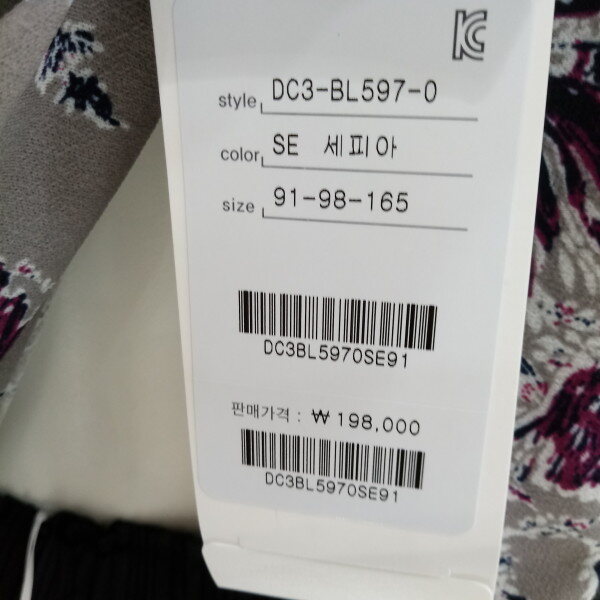 KC
style DC3-BL597-0
color SE 세피아
size 91-98-165
DC3BL5970SE91
판매가격 : ₩ 198,000
DC3BL5970SE91